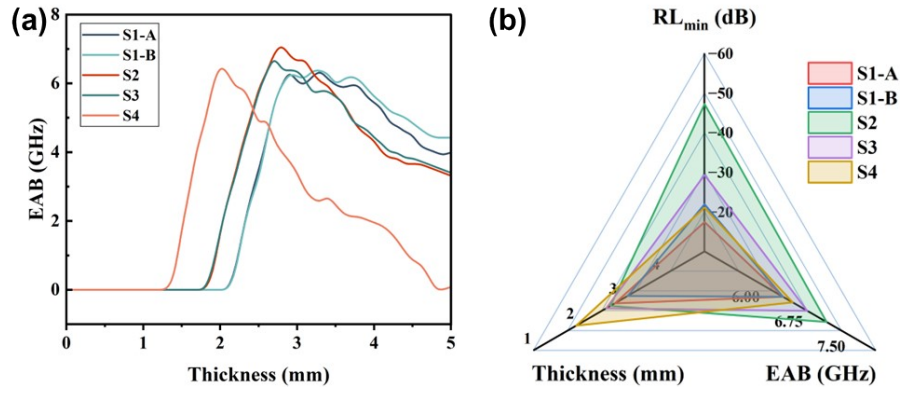 (a)
8
6
4
2
0
EAB (GHz)
S1-A
S1-B
S2
S3
S4
0 1 2 3 4 5
Thickness (mm)
(b)
RLmin (dB)
−60
−50
−40
−30
−20
S1-A
S1-B
S2
S3
S4
4
3
2
1
6.00
6.75
7.50
Thickness (mm)
EAB (GHz)